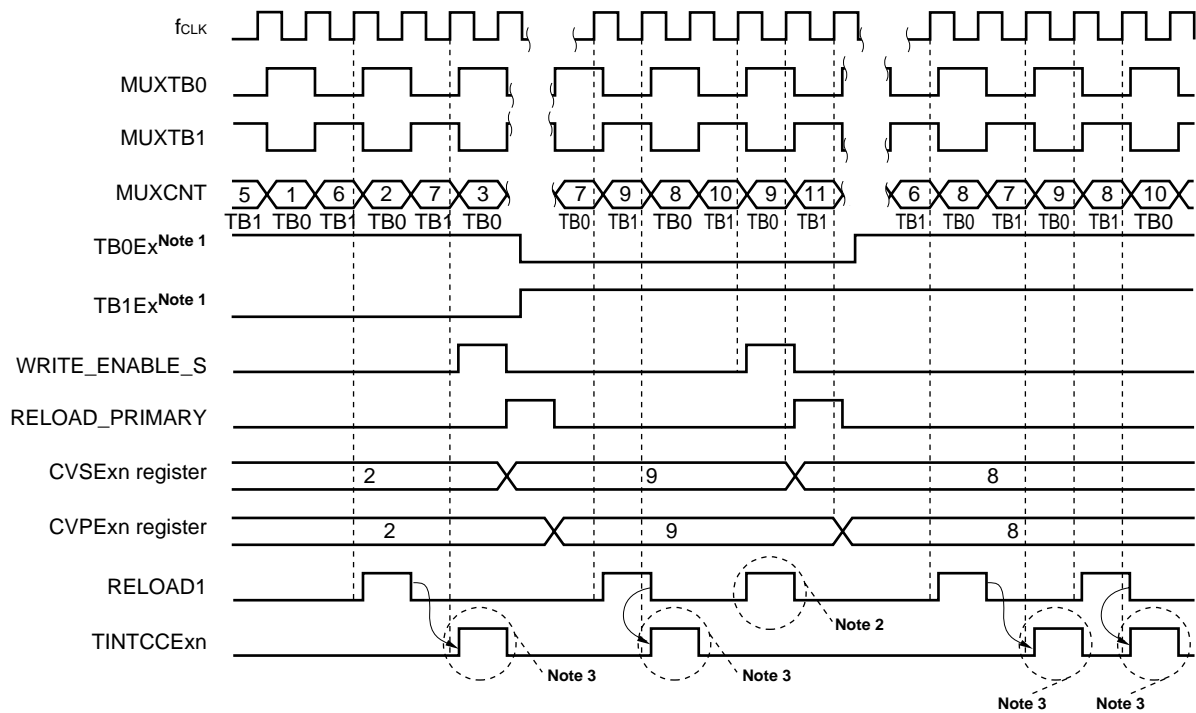 fCLK
MUXTB0
MUXTB1
MUXCNT 5 1 6 2 7 3 7 9 8 10 9 11 6 8 7 9 8 10
TB1 TB0 TB1 TB0 TB1 TB0 TB0 TB1 TB0 TB1 TB0 TB1 TB1 TB0 TB1 TB0 TB1 TB0
TB0ExNote 1
TB1ExNote 1
WRITE_ENABLE_S
RELOAD_PRIMARY
CVSExn register 2 9 8
CVPExn register 2 9 8
RELOAD1
Note 2
TINTCCExn
Note 3 Note 3
Note 3 Note 3